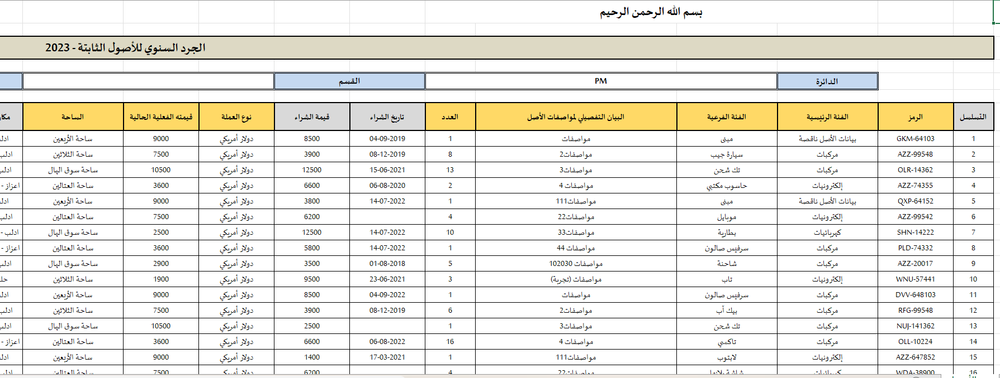 بسم الله الرحمن الرحيم
الجرد السنوي للأصول الثابتة - 2023
الدائرة PM القسم
التسلسل الرمز الفئة الرئيسية الفئة الفرعية البيان التفصيلي لمواصفات الأصل العدد تاريخ الشراء قيمة الشراء نوع العملة قيمته الفعلية الحالية الساحة
1 GKM-64103 بيانات الأصل ناقصة مبنى مواصفات 1 04-09-2019 8500 دولار أمريكي 9000 ساحة الأربعين
2 AZZ-99548 مركبات سيارة جيب مواصفات2 8 08-12-2019 3900 دولار أمريكي 7500 ساحة الثلاثين ادلب
3 OLR-14362 مركبات تك شحن مواصفات3 13 15-06-2021 12500 دولار أمريكي 10500 ساحة سوق الهال ادلب
4 AZZ-74355 إلكترونيات حاسوب مكتبي مواصفات 4 2 06-08-2020 6600 دولار أمريكي 3600 ساحة العتالين اعزاز -
5 QXP-64152 بيانات الأصل ناقصة مبنى مواصفات111 1 14-07-2022 3800 دولار أمريكي 9000 ساحة الأربعين
6 AZZ-99542 إلكترونيات موبايل مواصفات22 4 6200 دولار أمريكي 7500 ساحة العتالين ادلب
7 SHN-14222 كهربائيات بطارية مواصفات33 10 14-07-2022 12500 دولار أمريكي 2500 ساحة سوق الهال ادلب -
8 PLD-74332 مركبات سرفيس صالون مواصفات 44 1 14-07-2022 5800 دولار أمريكي 3600 ساحة العتالين اعزاز -
9 AZZ-20017 مركبات شاحنة مواصفات 102030 5 01-08-2018 3500 دولار أمريكي 2900 ساحة سوق الهال ادلب
10 WNU-57441 إلكترونيات تاب مواصفات (تجربة) 3 23-06-2021 9500 دولار أمريكي 1900 ساحة الثلاثين
11 DVV-648103 مركبات سرفيس صالون مواصفات 1 04-09-2022 8500 دولار أمريكي 9000 ساحة الأربعين
12 RFG-99548 مركبات بيك آب مواصفات2 6 08-12-2019 3900 دولار أمريكي 7500 ساحة الثلاثين ادلب
13 NUJ-141362 مركبات تك شحن مواصفات3 1 2500 دولار أمريكي 10500 ساحة سوق الهال ادلب
14 OLL-10224 مركبات تاكسي مواصفات 4 16 06-08-2022 6600 دولار أمريكي 3600 ساحة العتالين اعزاز -
15 AZZ-647852 إلكترونيات لابتوب مواصفات111 1 17-03-2021 1400 دولار أمريكي 9000 ساحة الأربعين
16 WDA-38900 كهربائيات شاشة بلازما مواصفات22 4 6200 دولار أمريكي 7500 ساحة العتالين ادلب